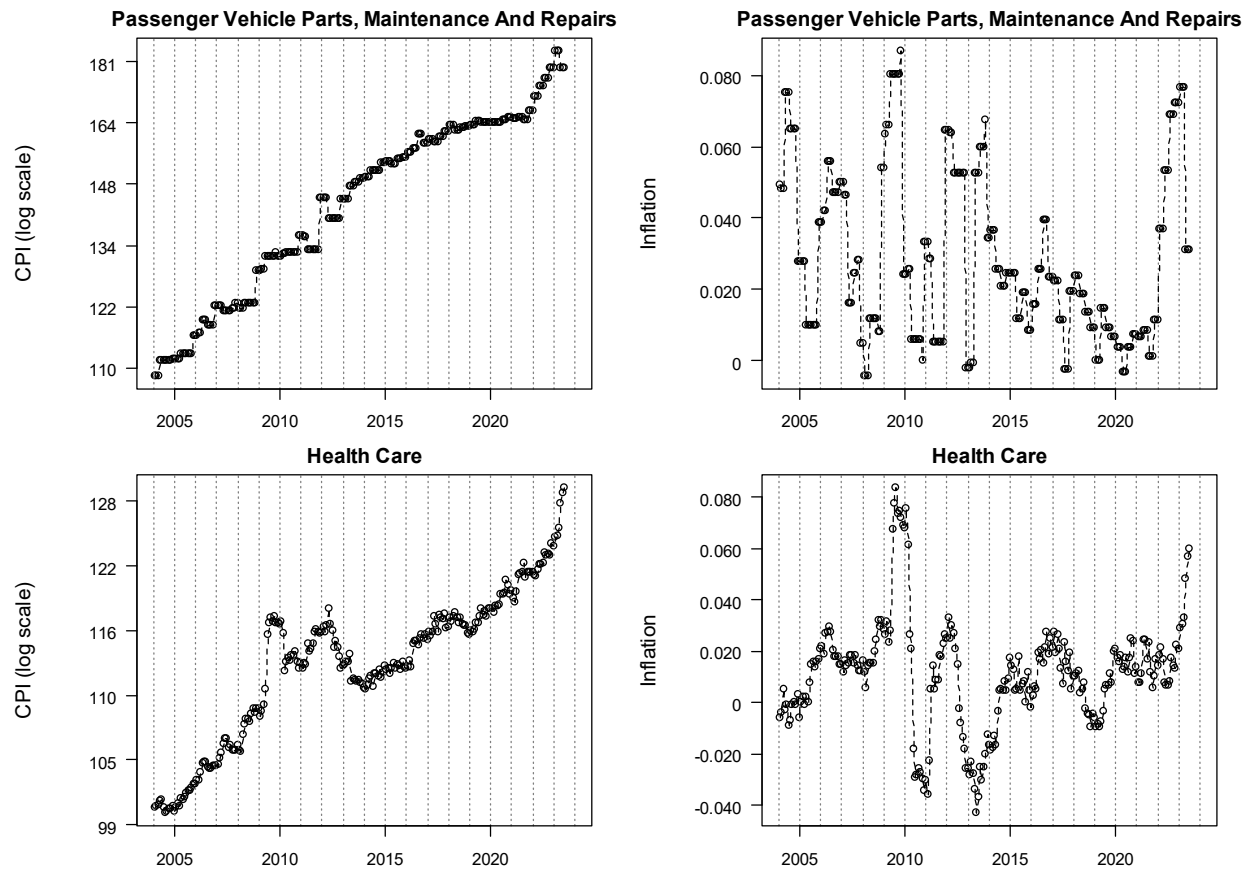 Passenger Vehicle Parts, Maintenance And Repairs
CPI (log scale)
181
164
148
134
122
110
2005 2010 2015 2020
Passenger Vehicle Parts, Maintenance And Repairs
Inflation
0.080
0.060
0.040
0.020
0
2005 2010 2015 2020
Health Care
CPI (log scale)
128
122
116
110
105
99
2005 2010 2015 2020
Health Care
Inflation
0.080
0.060
0.040
0.020
0
-0.020
-0.040
2005 2010 2015 2020